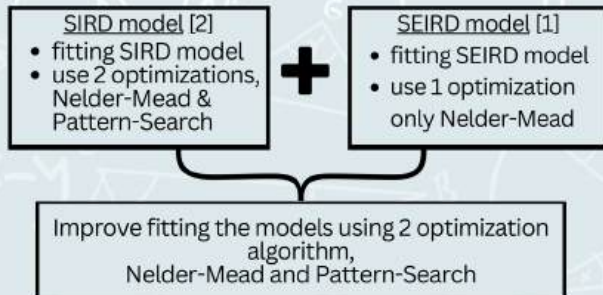 SIRD model [2]
• fitting SIRD model
• use 2 optimizations,
Nelder-Mead &
Pattern-Search
+
SEIRD model [1]
• fitting SEIRD model
• use 1 optimization
only Nelder-Mead
Improve fitting the models using 2 optimization
algorithm,
Nelder-Mead and Pattern-Search